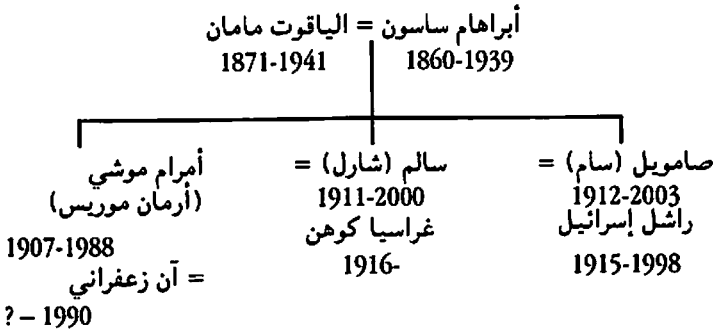 أبراهام ساسون = الياقوت مامان
1860-1939 1871-1941
صامويل (سام) =
1912-2003
راشل إسرائيل
1915-1998
سالم (شارل) =
1911-2000
غراسيا كوهن
1916-
أمرام موشي
(أرمان موريس)
1907-1988
= آن زعفراني
? – 1990